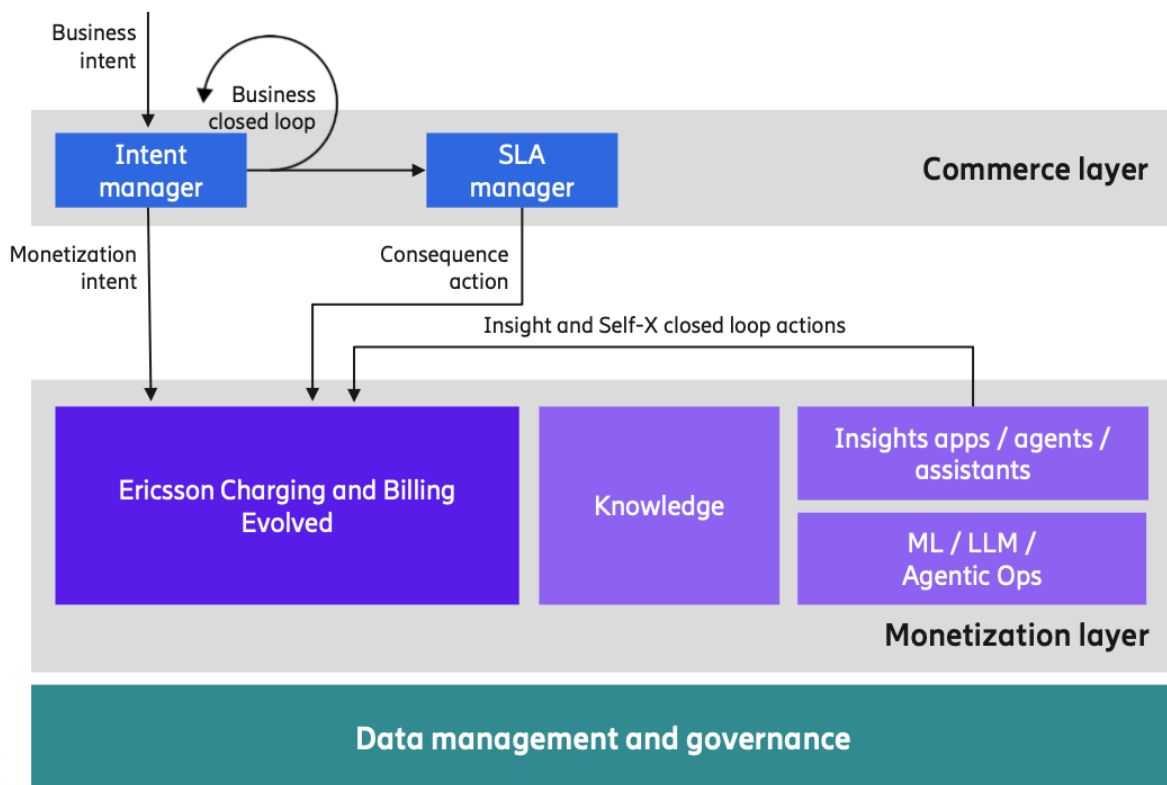 Business
intent
Business
closed loop
Intent
manager
SLA
manager
Commerce layer
Monetization
intent
Consequence
action
Insight and Self-X closed loop actions
Ericsson Charging and Billing
Evolved
Knowledge
Insights apps / agents /
assistants
ML / LLM /
Agentic Ops
Monetization layer
Data management and governance